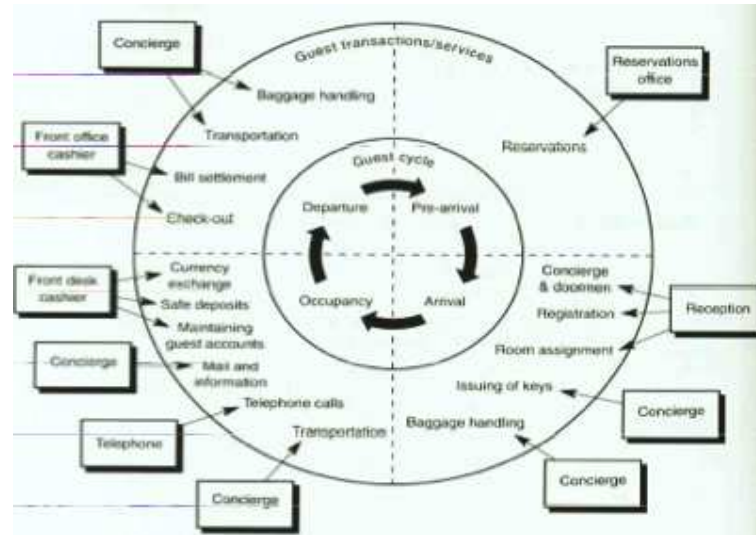 Guest transactions/services
Concierge
Baggage handling
Transportation
Front office
cashier
Bill settlement
Check-out
Reservations
office
Reservations
Guest cycle
Departure
Pre-arrival
Occupancy
Arrival
Front desk
cashier
Currency
exchange
Safe deposits
Maintaining
guest accounts
Concierge
Mail and
information
Telephone
Telephone calls
Transportation
Concierge
Concierge
& doormen
Registration
Room assignment
Reception
Issuing of keys
Concierge
Baggage handling
Concierge